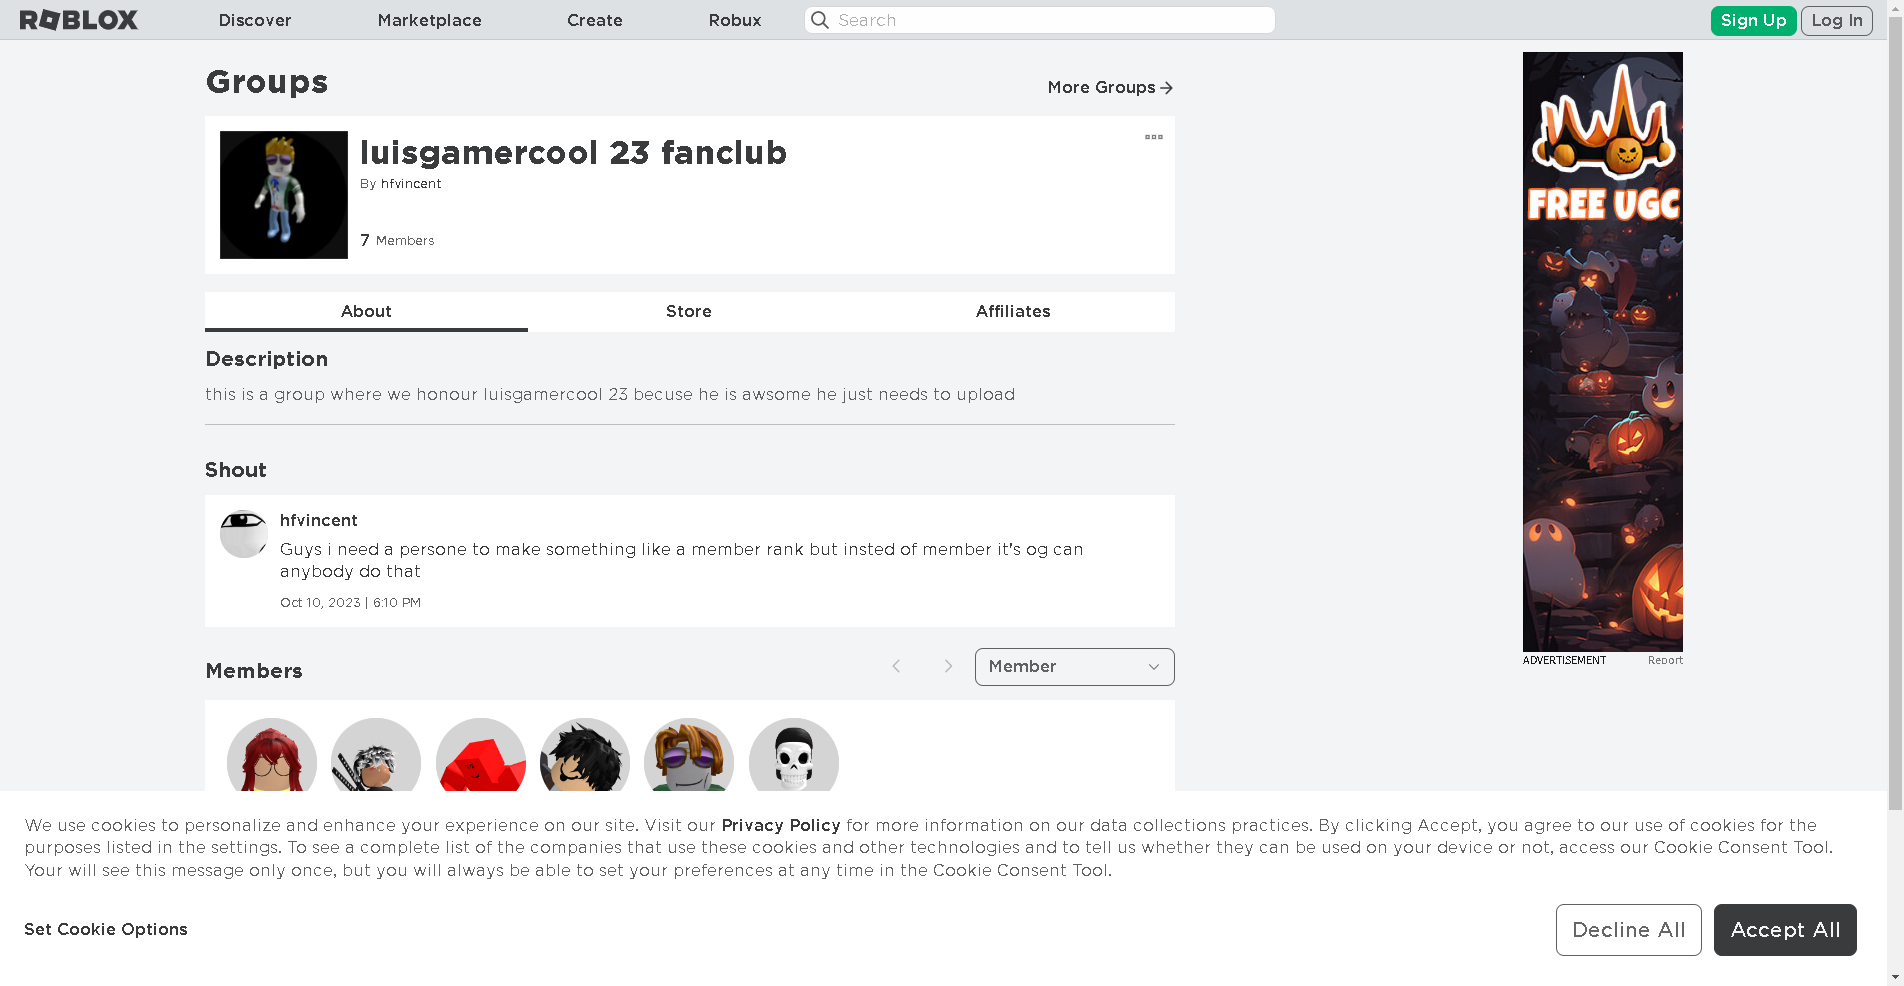 ROBLOX
Discover
Marketplace
Create
Robux
Search
Sign Up
Log In
Groups
More Groups
luisgamercool 23 fanclub
By hfvincent
7 Members
About
Store
Affiliates
Description
this is a group where we honour luisgamercool 23 becuse he is awsome he just needs to upload
Shout
hfvincent
Guys i need a persone to make something like a member rank but insted of member it's og can
anybody do that
Oct 10, 2023 | 6:10 PM
Members
Member
FREE UGC
ADVERTISEMENT
Report
We use cookies to personalize and enhance your experience on our site. Visit our Privacy Policy for more information on our data collections practices. By clicking Accept, you agree to our use of cookies for the
purposes listed in the settings. To see a complete list of the companies that use these cookies and other technologies and to tell us whether they can be used on your device or not, access our Cookie Consent Tool.
Your will see this message only once, but you will always be able to set your preferences at any time in the Cookie Consent Tool.
Set Cookie Options
Decline All
Accept All